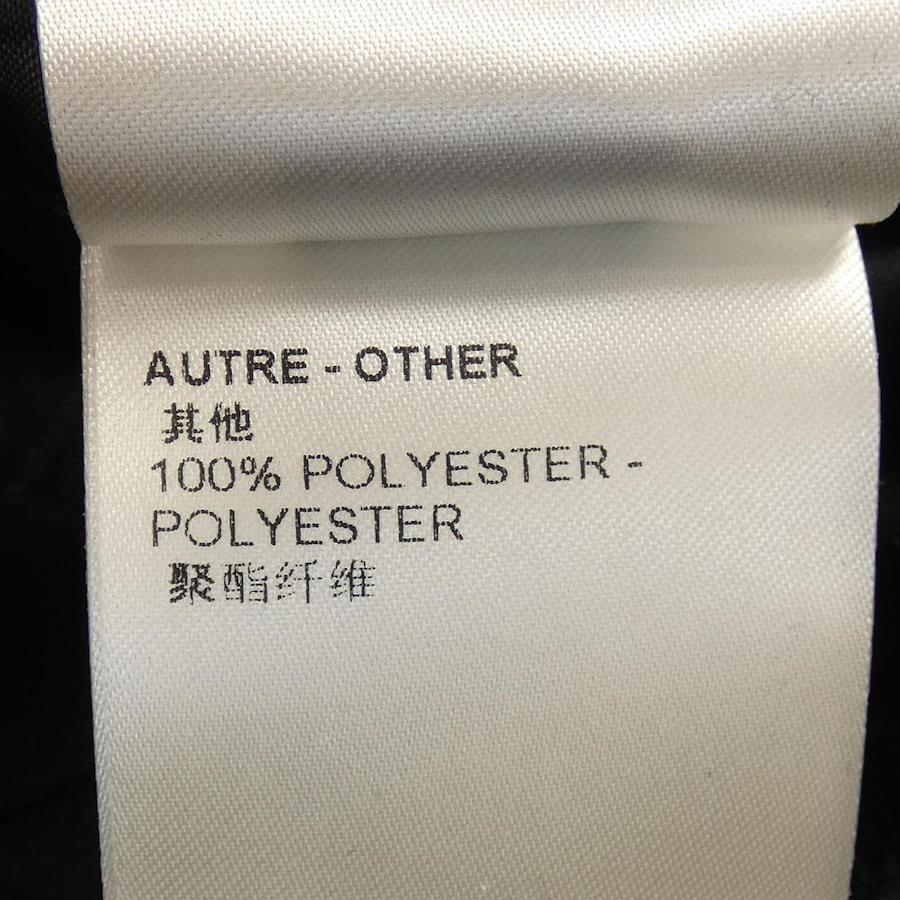 AUTRE - OTHER
其他
100% POLYESTER -
POLYESTER
聚酯纤维